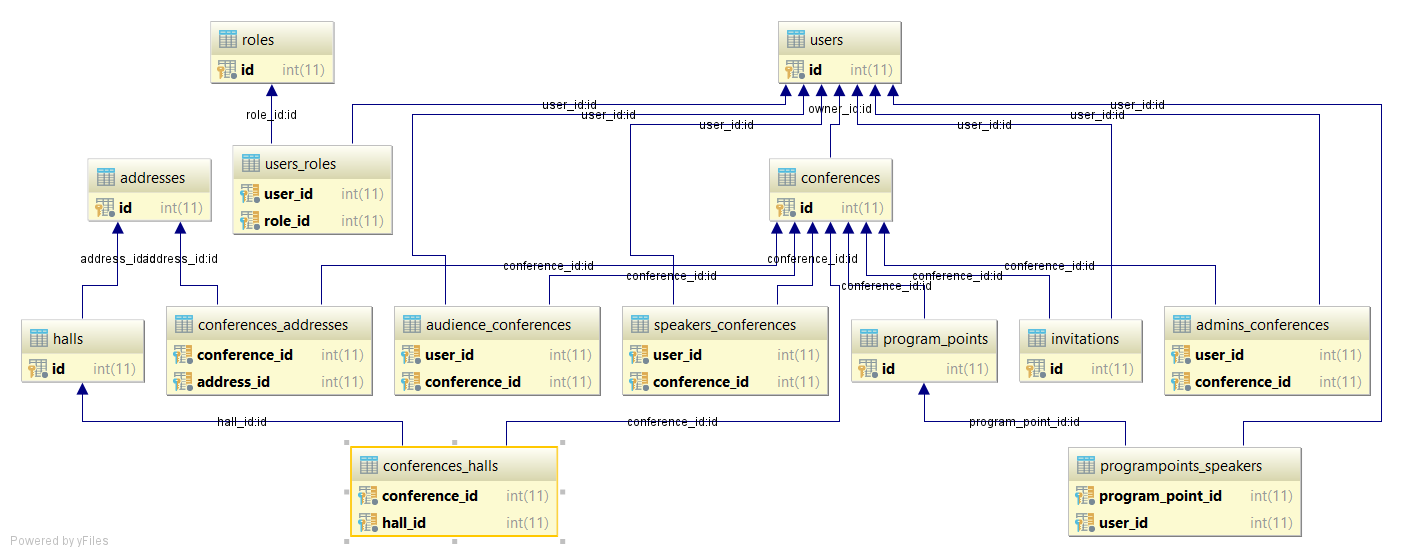 roles
id int(11)
users
id int(11)
user_id:id
user_id:id
user_id:id
owner_id:id
user_id:id
user_id:id
user_id:id
role_id:id
users_roles
user_id int(11)
role_id int(11)
addresses
id int(11)
conferences
id int(11)
address_id:id
address_id:id
conference_id:id
conference_id:id
conference_id:id
conference_id:id
conference_id:id
conference_id:id
halls
id int(11)
conferences_addresses
conference_id int(11)
address_id int(11)
audience_conferences
user_id int(11)
conference_id int(11)
speakers_conferences
user_id int(11)
conference_id int(11)
program_points
id int(11)
invitations
id int(11)
admins_conferences
user_id int(11)
conference_id int(11)
hall_id:id
conference_id:id
program_point_id:id
conferences_halls
conference_id int(11)
hall_id int(11)
programpoints_speakers
program_point_id int(11)
user_id int(11)
Powered by yFiles